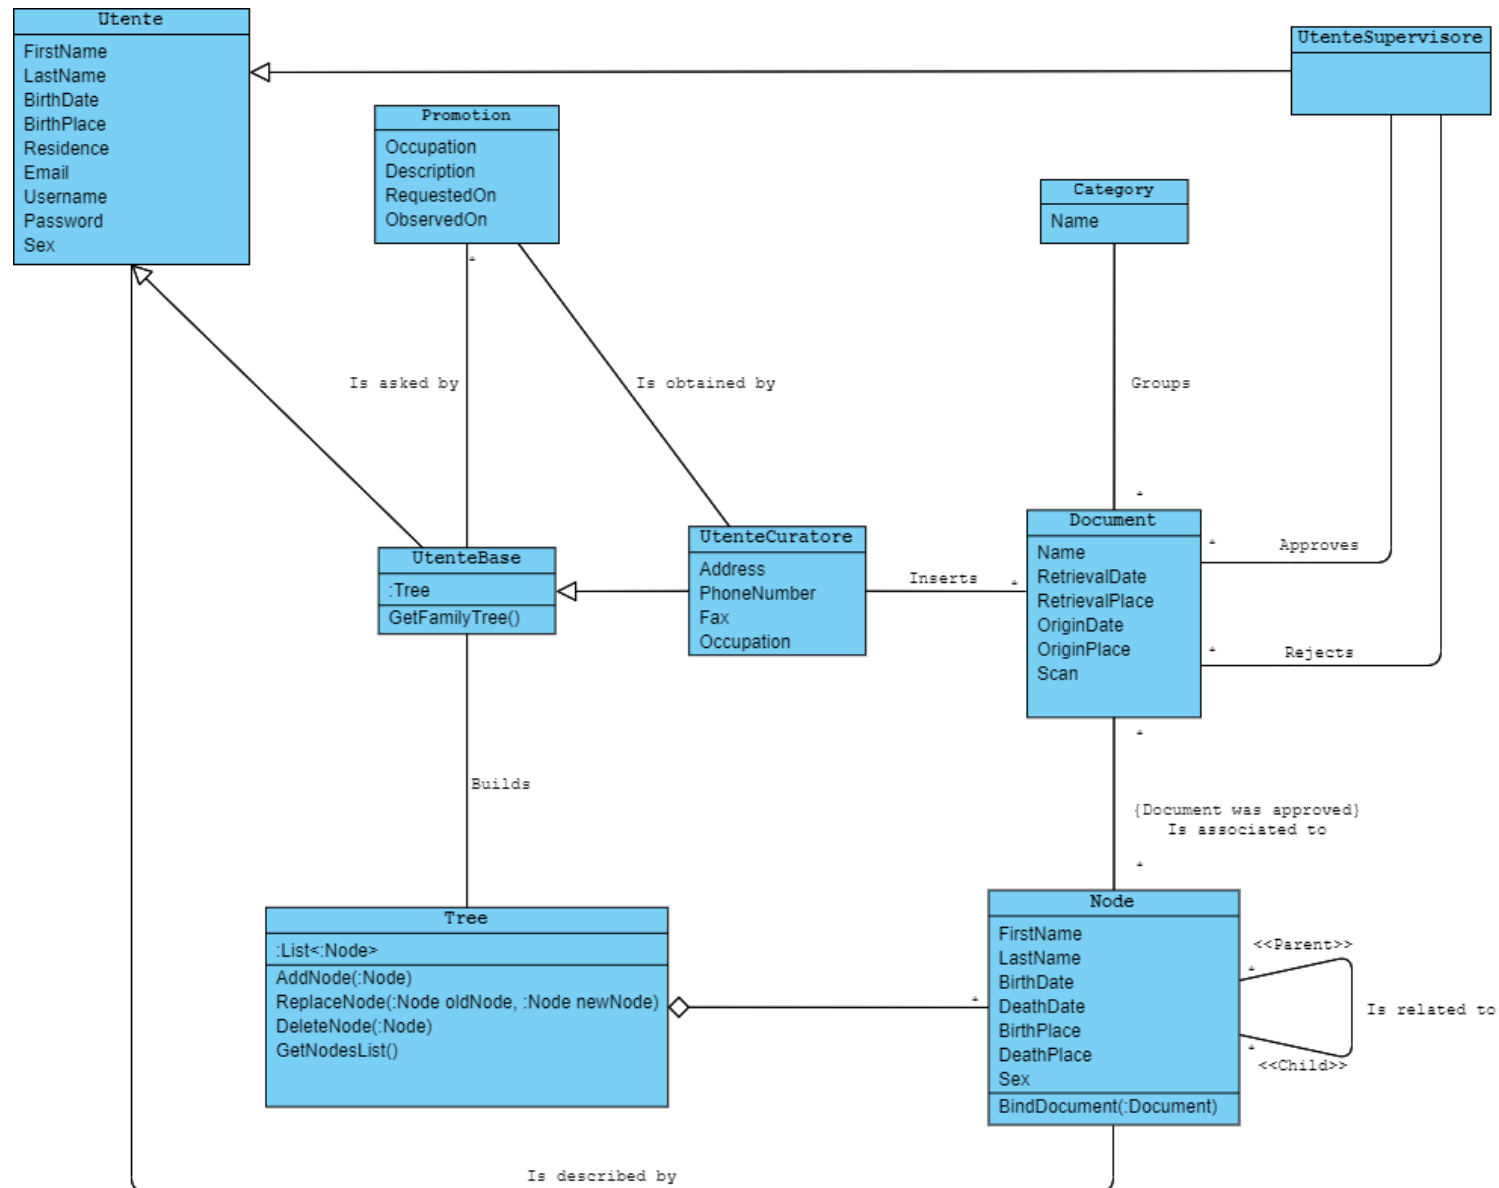 Utente
FirstName
LastName
BirthDate
BirthPlace
Residence
Email
Username
Password
Sex
UtenteSupervisore
Promotion
Occupation
Description
RequestedOn
ObservedOn
*
Category
Name
Is asked by
Is obtained by
Groups
*
UtenteBase
:Tree
GetFamilyTree()
UtenteCuratore
Address
PhoneNumber
Fax
Occupation
Inserts
*
Document
Name
RetrievalDate
RetrievalPlace
OriginDate
OriginPlace
Scan
*
Approves
*
Rejects
*
Builds
{Document was approved}
Is associated to
*
Tree
:List<:Node>
AddNode(:Node)
ReplaceNode(:Node oldNode, :Node newNode)
DeleteNode(:Node)
GetNodesList()
*
Node
FirstName
LastName
BirthDate
DeathDate
BirthPlace
DeathPlace
Sex
BindDocument(:Document)
<<Parent>>
*
Is related to
*
<<Child>>
Is described by